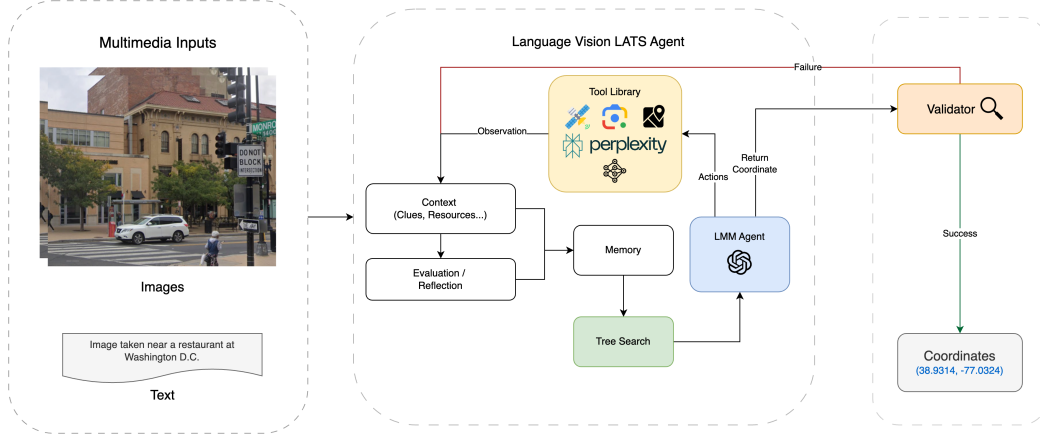 Multimedia Inputs
MONRO
DO NOT
BLOCK
INTERSECTION
Images
Image taken near a restaurant at
Washington D.C.
Text
Language Vision LATS Agent
Failure
Tool Library
perplexity
Observation
Actions
Return
Coordinate
Context
(Clues, Resources...)
Evaluation /
Reflection
Memory
LMM Agent
Tree Search
Validator
Success
Coordinates
(38.9314, -77.0324)